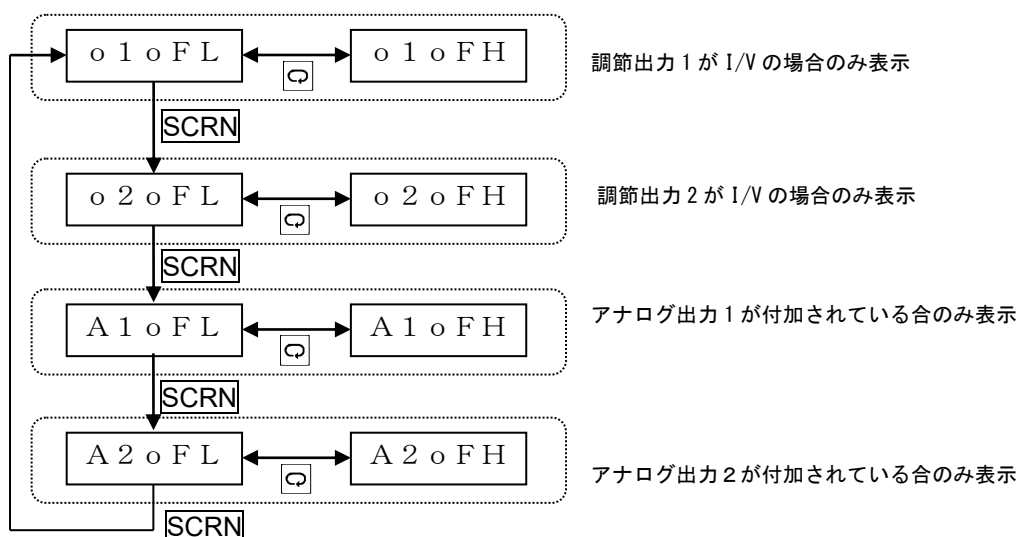 o1oFL o1oFH 調節出力1がI/Vの場合のみ表示
SCRN
o2oFL o2oFH 調節出力2がI/Vの場合のみ表示
SCRN
A1oFL A1oFH アナログ出力1が付加されている合のみ表示
SCRN
A2oFL A2oFH アナログ出力2が付加されている合のみ表示
SCRN